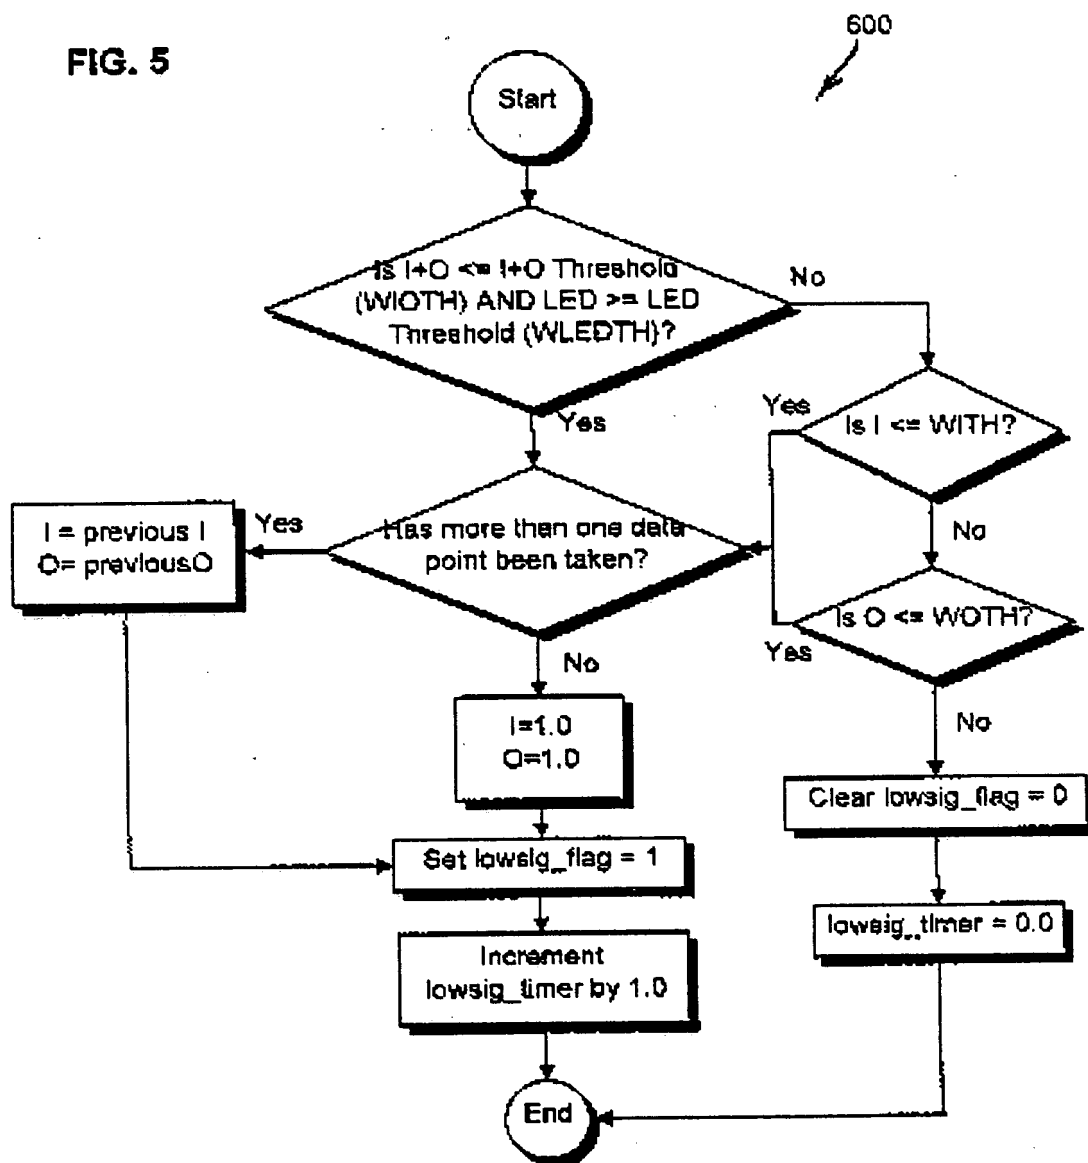 FIG. 5
600
Start
Is I+O <= I+O Threshold
(WIOTH) AND LED >= LED
Threshold (WLEDTH)?
No
Yes
Yes
Is I <= WITH?
I = previous I
O= previous O
Yes
Has more than one data
point been taken?
No
Is O <= WOTH?
Yes
No
No
I=1.0
O=1.0
Clear lowsig_flag = 0
Set lowsig_flag = 1
lowsig_timer = 0.0
Increment
lowsig_timer by 1.0
End